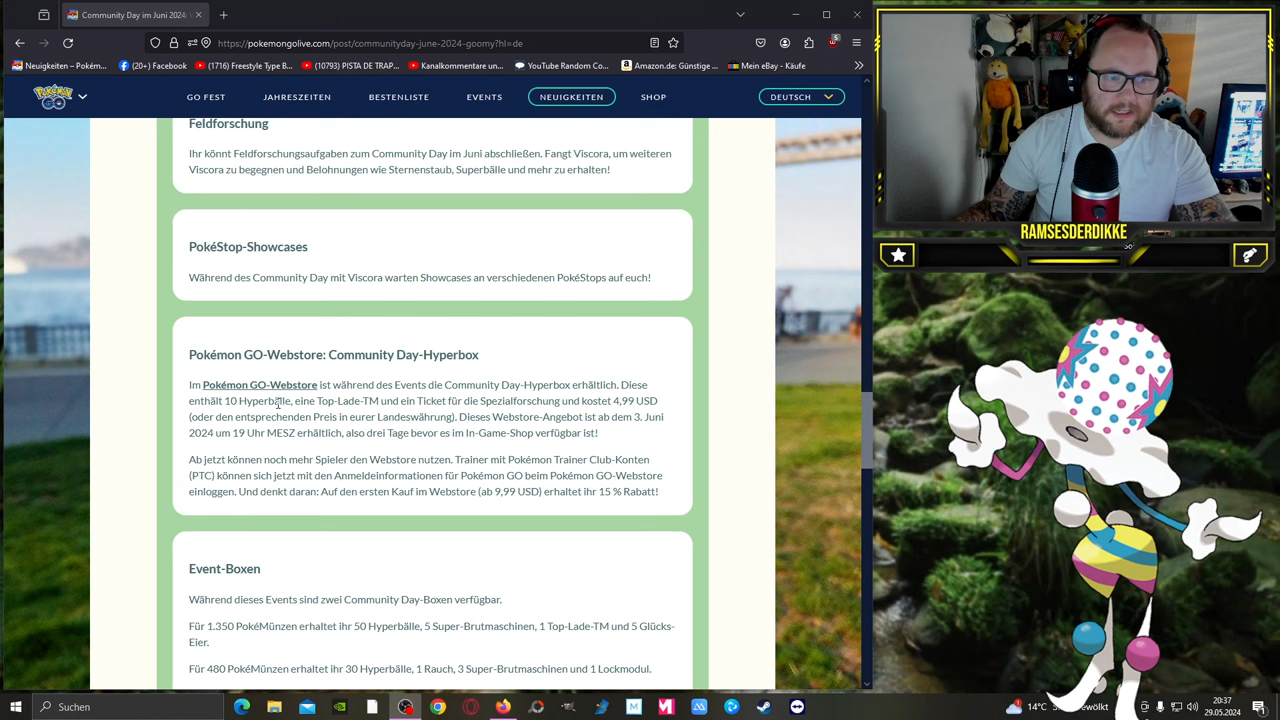 Community Day im Juni 2024:
https://pokemongolive.com/post/communityday-june-2024-goomy?hl=de
5
Neuigkeiten – Pokém...
(20+) Facebook
(1716) Freestyle Type B...
(10793) PISTA DE TRAP...
Kanalkommentare un...
YouTube Random Co...
Amazon.de: Günstige ...
Mein eBay - Käufe
Pokémon GO
GO FEST
JAHRESZEITEN
BESTENLISTE
EVENTS
NEUIGKEITEN
SHOP
DEUTSCH
Feldforschung
Ihr könnt Feldforschungsaufgaben zum Community Day im Juni abschließen. Fangt Viscora, um weiteren
Viscora zu begegnen und Belohnungen wie Sternenstaub, Superbälle und mehr zu erhalten!
PokéStop-Showcases
Während des Community Day mit Viscora warten Showcases an verschiedenen PokéStops auf euch!
Pokémon GO-Webstore: Community Day-Hyperbox
Im Pokémon GO-Webstore ist während des Events die Community Day-Hyperbox erhältlich. Diese
enthält 10 Hyperbälle, eine Top-Lade-TM und ein Ticket für die Spezialforschung und kostet 4,99 USD
(oder den entsprechenden Preis in eurer Landeswährung). Dieses Webstore-Angebot ist ab dem 3. Juni
2024 um 19 Uhr MESZ erhältlich, also drei Tage bevor es im In-Game-Shop verfügbar ist!
Ab jetzt können noch mehr Spieler den Webstore nutzen. Trainer mit Pokémon Trainer Club-Konten
(PTC) können sich jetzt mit den Anmeldeinformationen für Pokémon GO beim Pokémon GO-Webstore
einloggen. Und denkt daran: Auf den ersten Kauf im Webstore (ab 9,99 USD) erhaltet ihr 15 % Rabatt!
Event-Boxen
Während dieses Events sind zwei Community Day-Boxen verfügbar.
Für 1.350 PokéMünzen erhaltet ihr 50 Hyperbälle, 5 Super-Brutmaschinen, 1 Top-Lade-TM und 5 Glücks-
Eier.
Für 480 PokéMünzen erhaltet ihr 30 Hyperbälle, 1 Rauch, 3 Super-Brutmaschinen und 1 Lockmodul.
RAMSESDERDIKKE
Suchen
14°C
20:37
29.05.2024